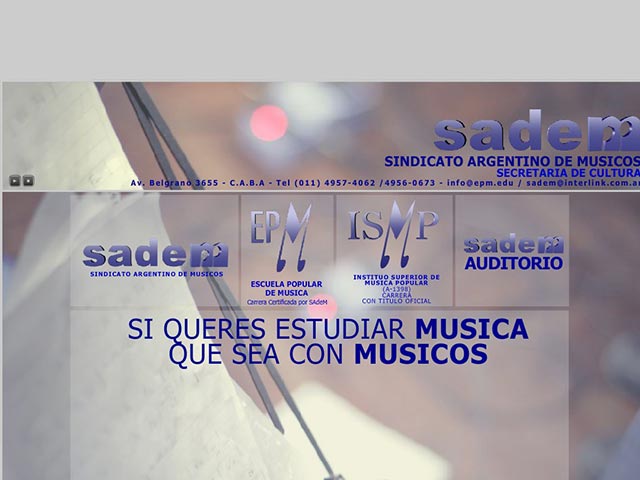 sadem
SINDICATO ARGENTINO DE MUSICOS
SECRETARIA DE CULTURA
Av. Belgrano 3655 - C.A.B.A - Tel (011) 4957-4062 /4956-0673 - info@epm.edu / sadem@interlink.com.ar
sadem
SINDICATO ARGENTINO DE MUSICOS
EPM
ESCUELA POPULAR
DE MUSICA
Carrera Certificada por SAdeM
ISMP
INSTITUO SUPERIOR DE
MUSICA POPULAR
(A-1398)
CARRERA
CON TITULO OFICIAL
sadem
AUDITORIO
SI QUERES ESTUDIAR MUSICA
QUE SEA CON MUSICOS